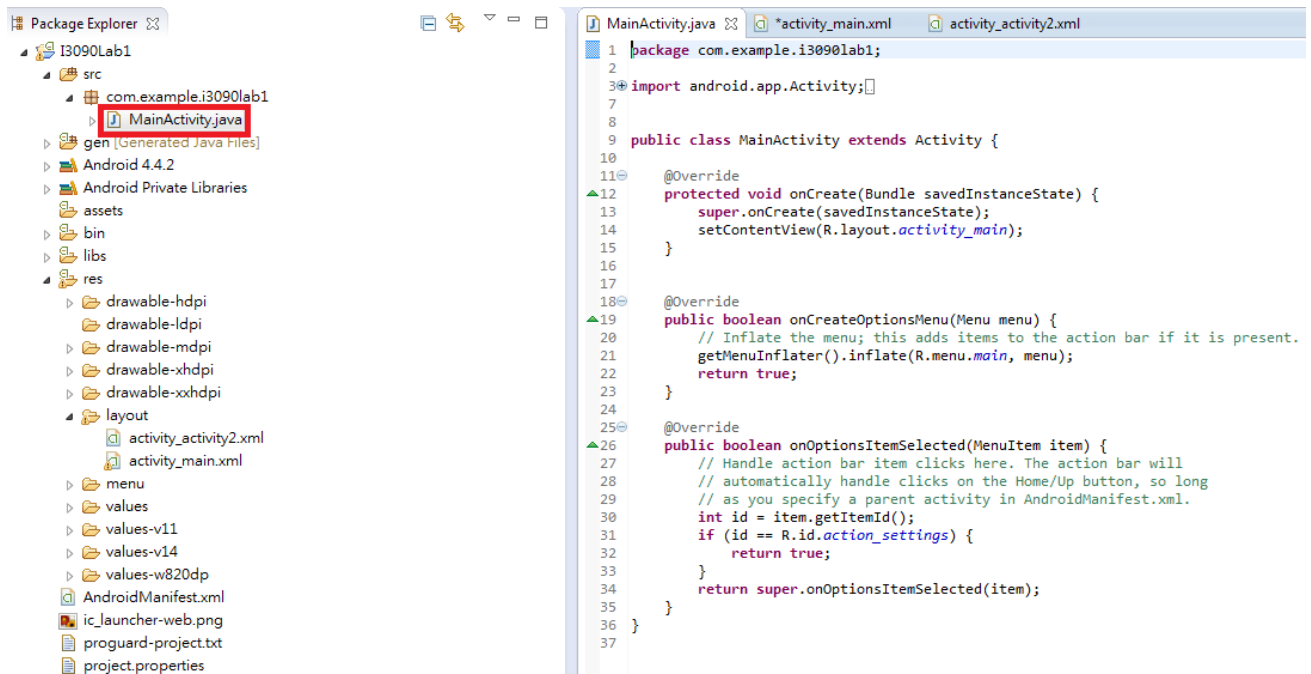 Package Explorer
I3090Lab1
src
com.example.i3090lab1
MainActivity.java
gen [Generated Java Files]
Android 4.4.2
Android Private Libraries
assets
bin
libs
res
drawable-hdpi
drawable-ldpi
drawable-mdpi
drawable-xhdpi
drawable-xxhdpi
layout
activity_activity2.xml
activity_main.xml
menu
values
values-v11
values-v14
values-w820dp
AndroidManifest.xml
ic_launcher-web.png
proguard-project.txt
project.properties
MainActivity.java *activity_main.xml activity_activity2.xml
1 package com.example.i3090lab1;
2
3 import android.app.Activity;
7
8
9 public class MainActivity extends Activity {
10
11 @Override
12 protected void onCreate(Bundle savedInstanceState) {
13 super.onCreate(savedInstanceState);
14 setContentView(R.layout.activity_main);
15 }
16
17
18 @Override
19 public boolean onCreateOptionsMenu(Menu menu) {
20 // Inflate the menu; this adds items to the action bar if it is present.
21 getMenuInflater().inflate(R.menu.main, menu);
22 return true;
23 }
24
25 @Override
26 public boolean onOptionsItemSelected(MenuItem item) {
27 // Handle action bar item clicks here. The action bar will
28 // automatically handle clicks on the Home/Up button, so long
29 // as you specify a parent activity in AndroidManifest.xml.
30 int id = item.getItemId();
31 if (id == R.id.action_settings) {
32 return true;
33 }
34 return super.onOptionsItemSelected(item);
35 }
36 }
37